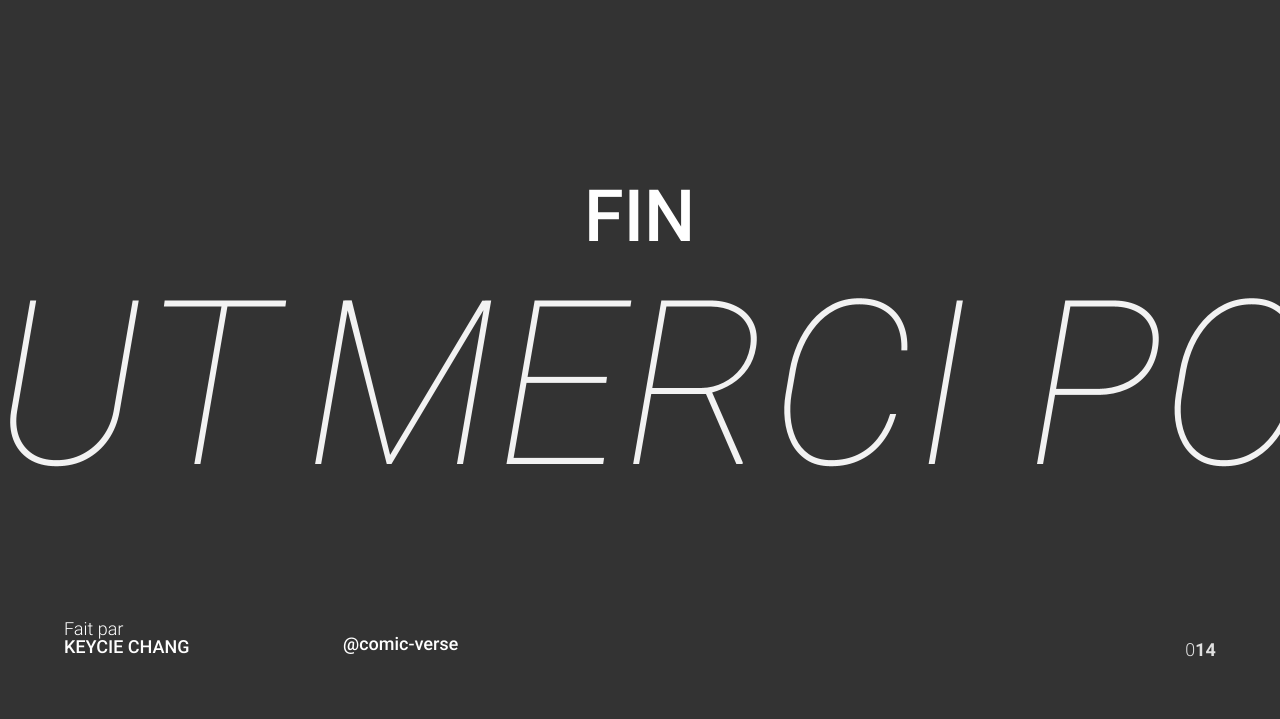 FIN
UT MERCI PO
Fait par
KEYCIE CHANG
@comic-verse
014